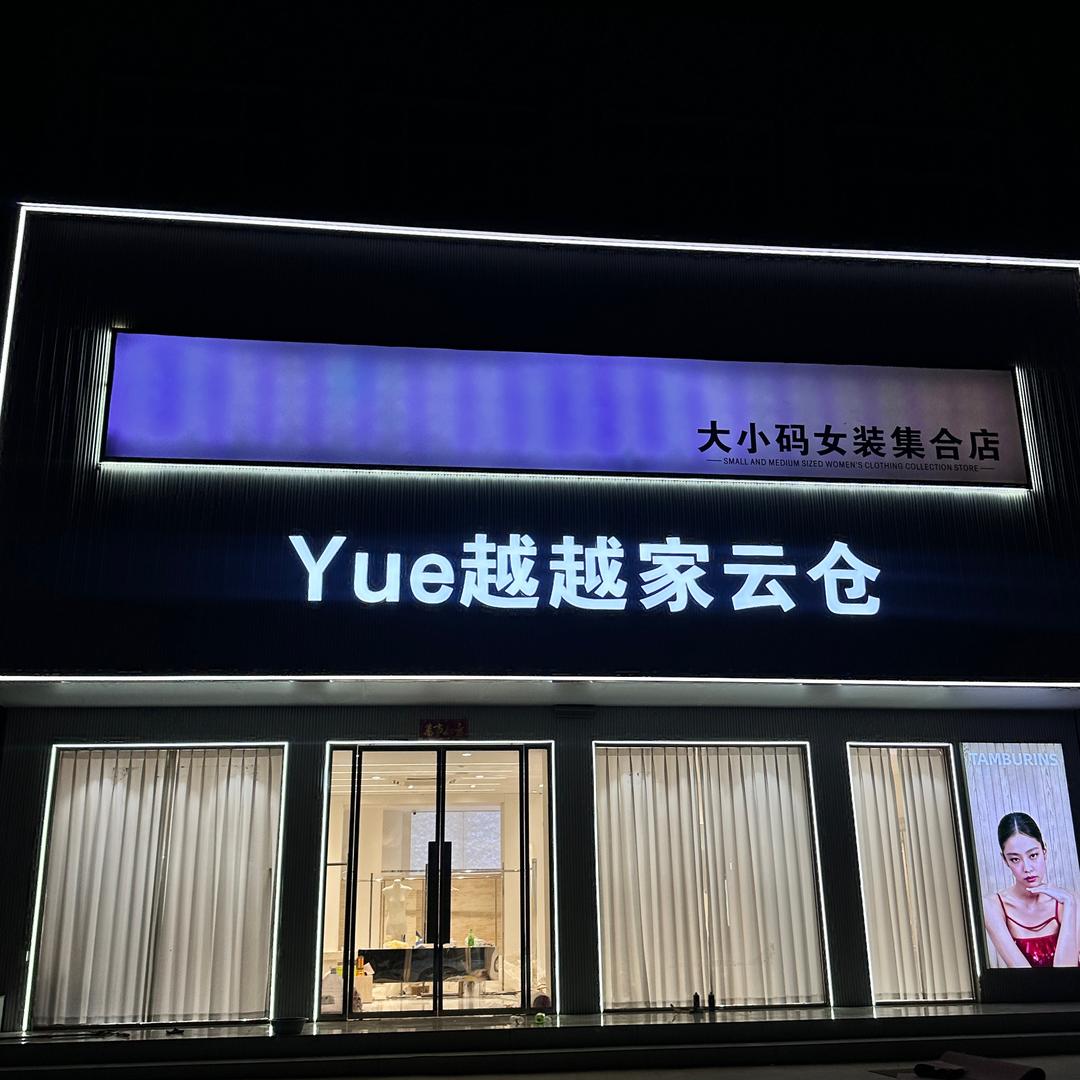 大小码女装集合店
SMALL AND MEDIUM SIZED WOMEN'S CLOTHING COLLECTION STORE
Yue越越家云仓
TAMBURINS